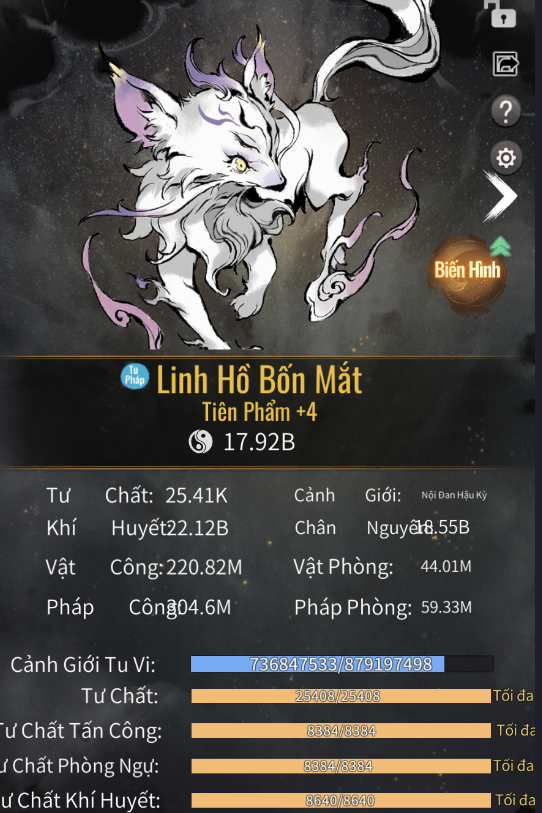 Biến Hình
Tu Pháp
Linh Hồ Bốn Mắt
Tiên Phẩm +4
17.92B
Tư Chất: 25.41K Cảnh Giới: Nội Đan Hậu Kỳ
Khí Huyết: 22.12B Chân Nguyên: 18.55B
Vật Công: 220.82M Vật Phòng: 44.01M
Pháp Công: 304.6M Pháp Phòng: 59.33M
Cảnh Giới Tu Vi: 736847533/879197498
Tư Chất: 25408/25408 Tối đa
Tư Chất Tấn Công: 8384/8384 Tối đa
Tư Chất Phòng Ngự: 8384/8384 Tối đa
Tư Chất Khí Huyết: 8640/8640 Tối đa